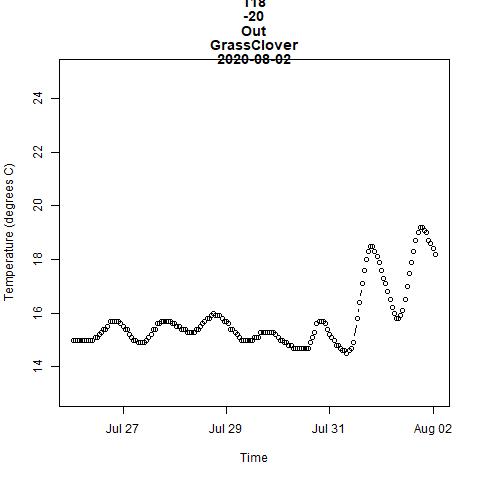 T18
-20
Out
GrassClover
2020-08-02
Temperature (degrees C)
24
22
20
18
16
14
Jul 27 Jul 29 Jul 31 Aug 02
Time